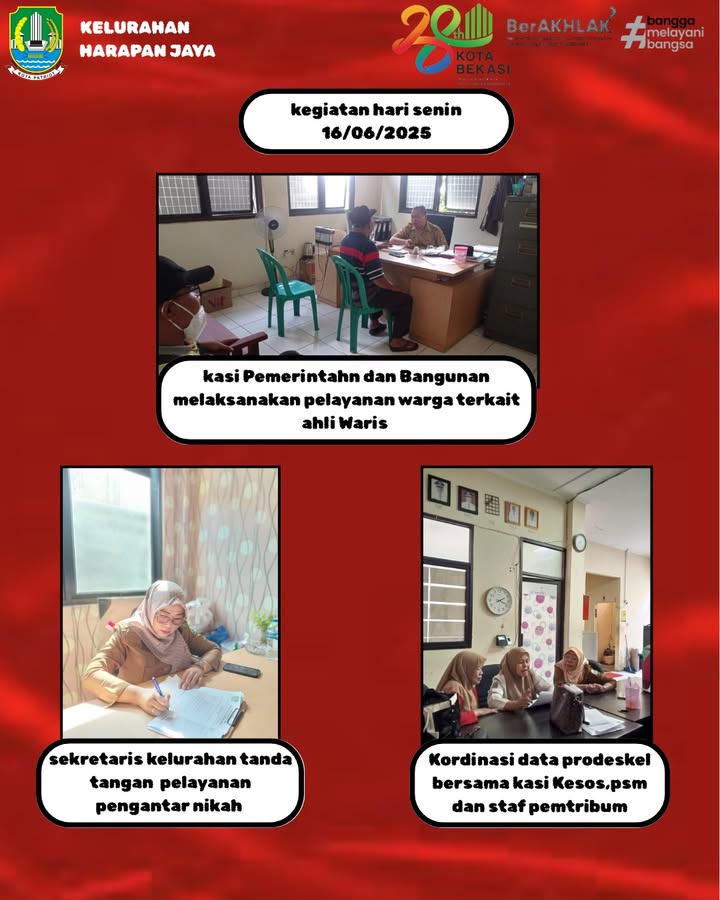 KELURAHAN
HARAPAN JAYA
28th
KOTA
BEKASI
BerAKHLAK
#bangga
melayani
bangsa
KOTA PATRIOT
kegiatan hari senin
16/06/2025
kasi Pemerintahn dan Bangunan
melaksanakan pelayanan warga terkait
ahli Waris
sekretaris kelurahan tanda
tangan pelayanan
pengantar nikah
Kordinasi data prodeskel
bersama kasi Kesos,psm
dan staf pemtribum